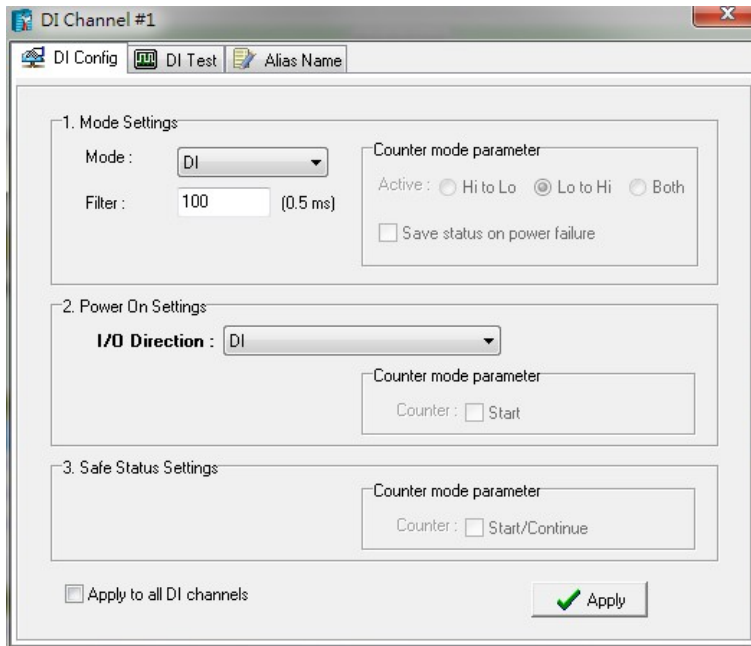 DI Channel #1
DI Config DI Test Alias Name
1. Mode Settings
Mode : DI
Filter : 100 (0.5 ms)
Counter mode parameter
Active : Hi to Lo Lo to Hi Both
Save status on power failure
2. Power On Settings
I/O Direction : DI
Counter mode parameter
Counter : Start
3. Safe Status Settings
Counter mode parameter
Counter : Start/Continue
Apply to all DI channels
Apply